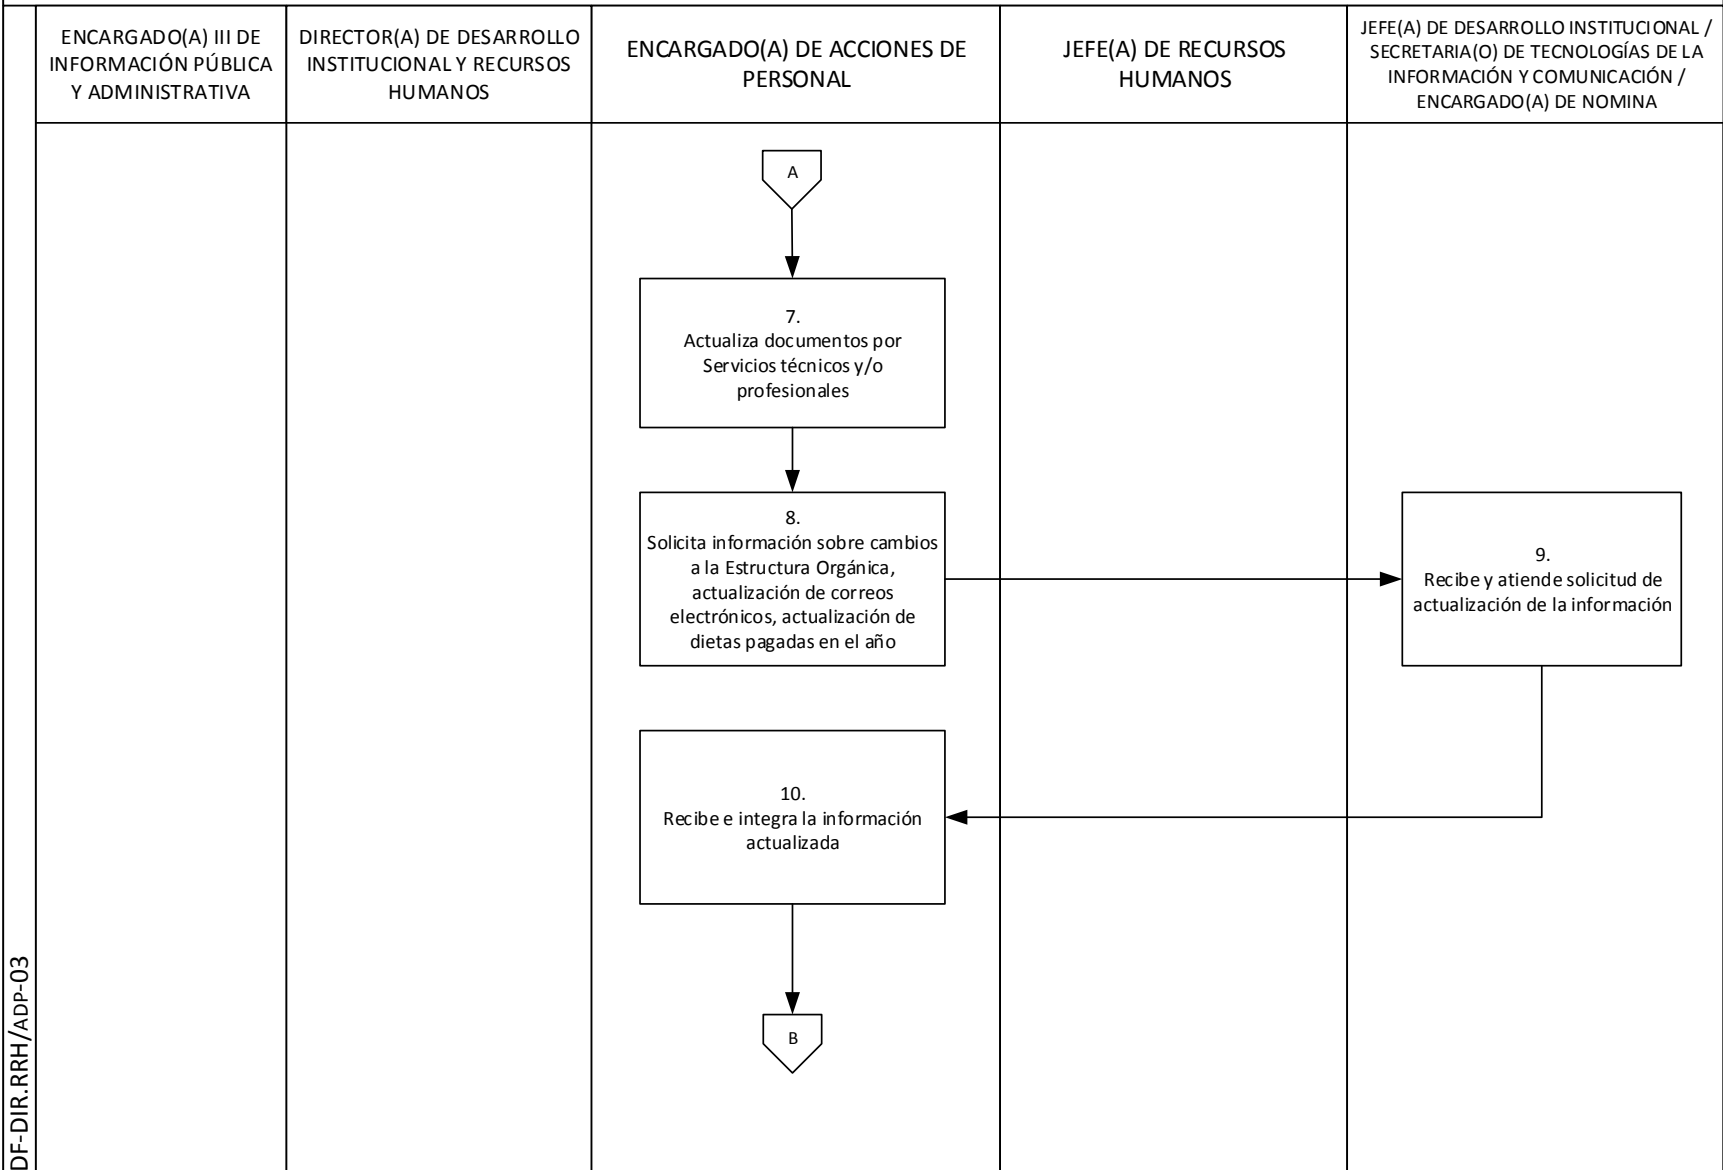 ENCARGADO(A) III DE
INFORMACIÓN PÚBLICA
Y ADMINISTRATIVA
DIRECTOR(A) DE DESARROLLO
INSTITUCIONAL Y RECURSOS
HUMANOS
ENCARGADO(A) DE ACCIONES DE
PERSONAL
JEFE(A) DE RECURSOS
HUMANOS
JEFE(A) DE DESARROLLO INSTITUCIONAL /
SECRETARIA(O) DE TECNOLOGÍAS DE LA
INFORMACIÓN Y COMUNICACIÓN /
ENCARGADO(A) DE NOMINA
A
7.
Actualiza documentos por
Servicios técnicos y/o
profesionales
8.
Solicita información sobre cambios
a la Estructura Orgánica,
actualización de correos
electrónicos, actualización de
dietas pagadas en el año
9.
Recibe y atiende solicitud de
actualización de la información
10.
Recibe e integra la información
actualizada
B
DF-DIR.RRH/ADP-03